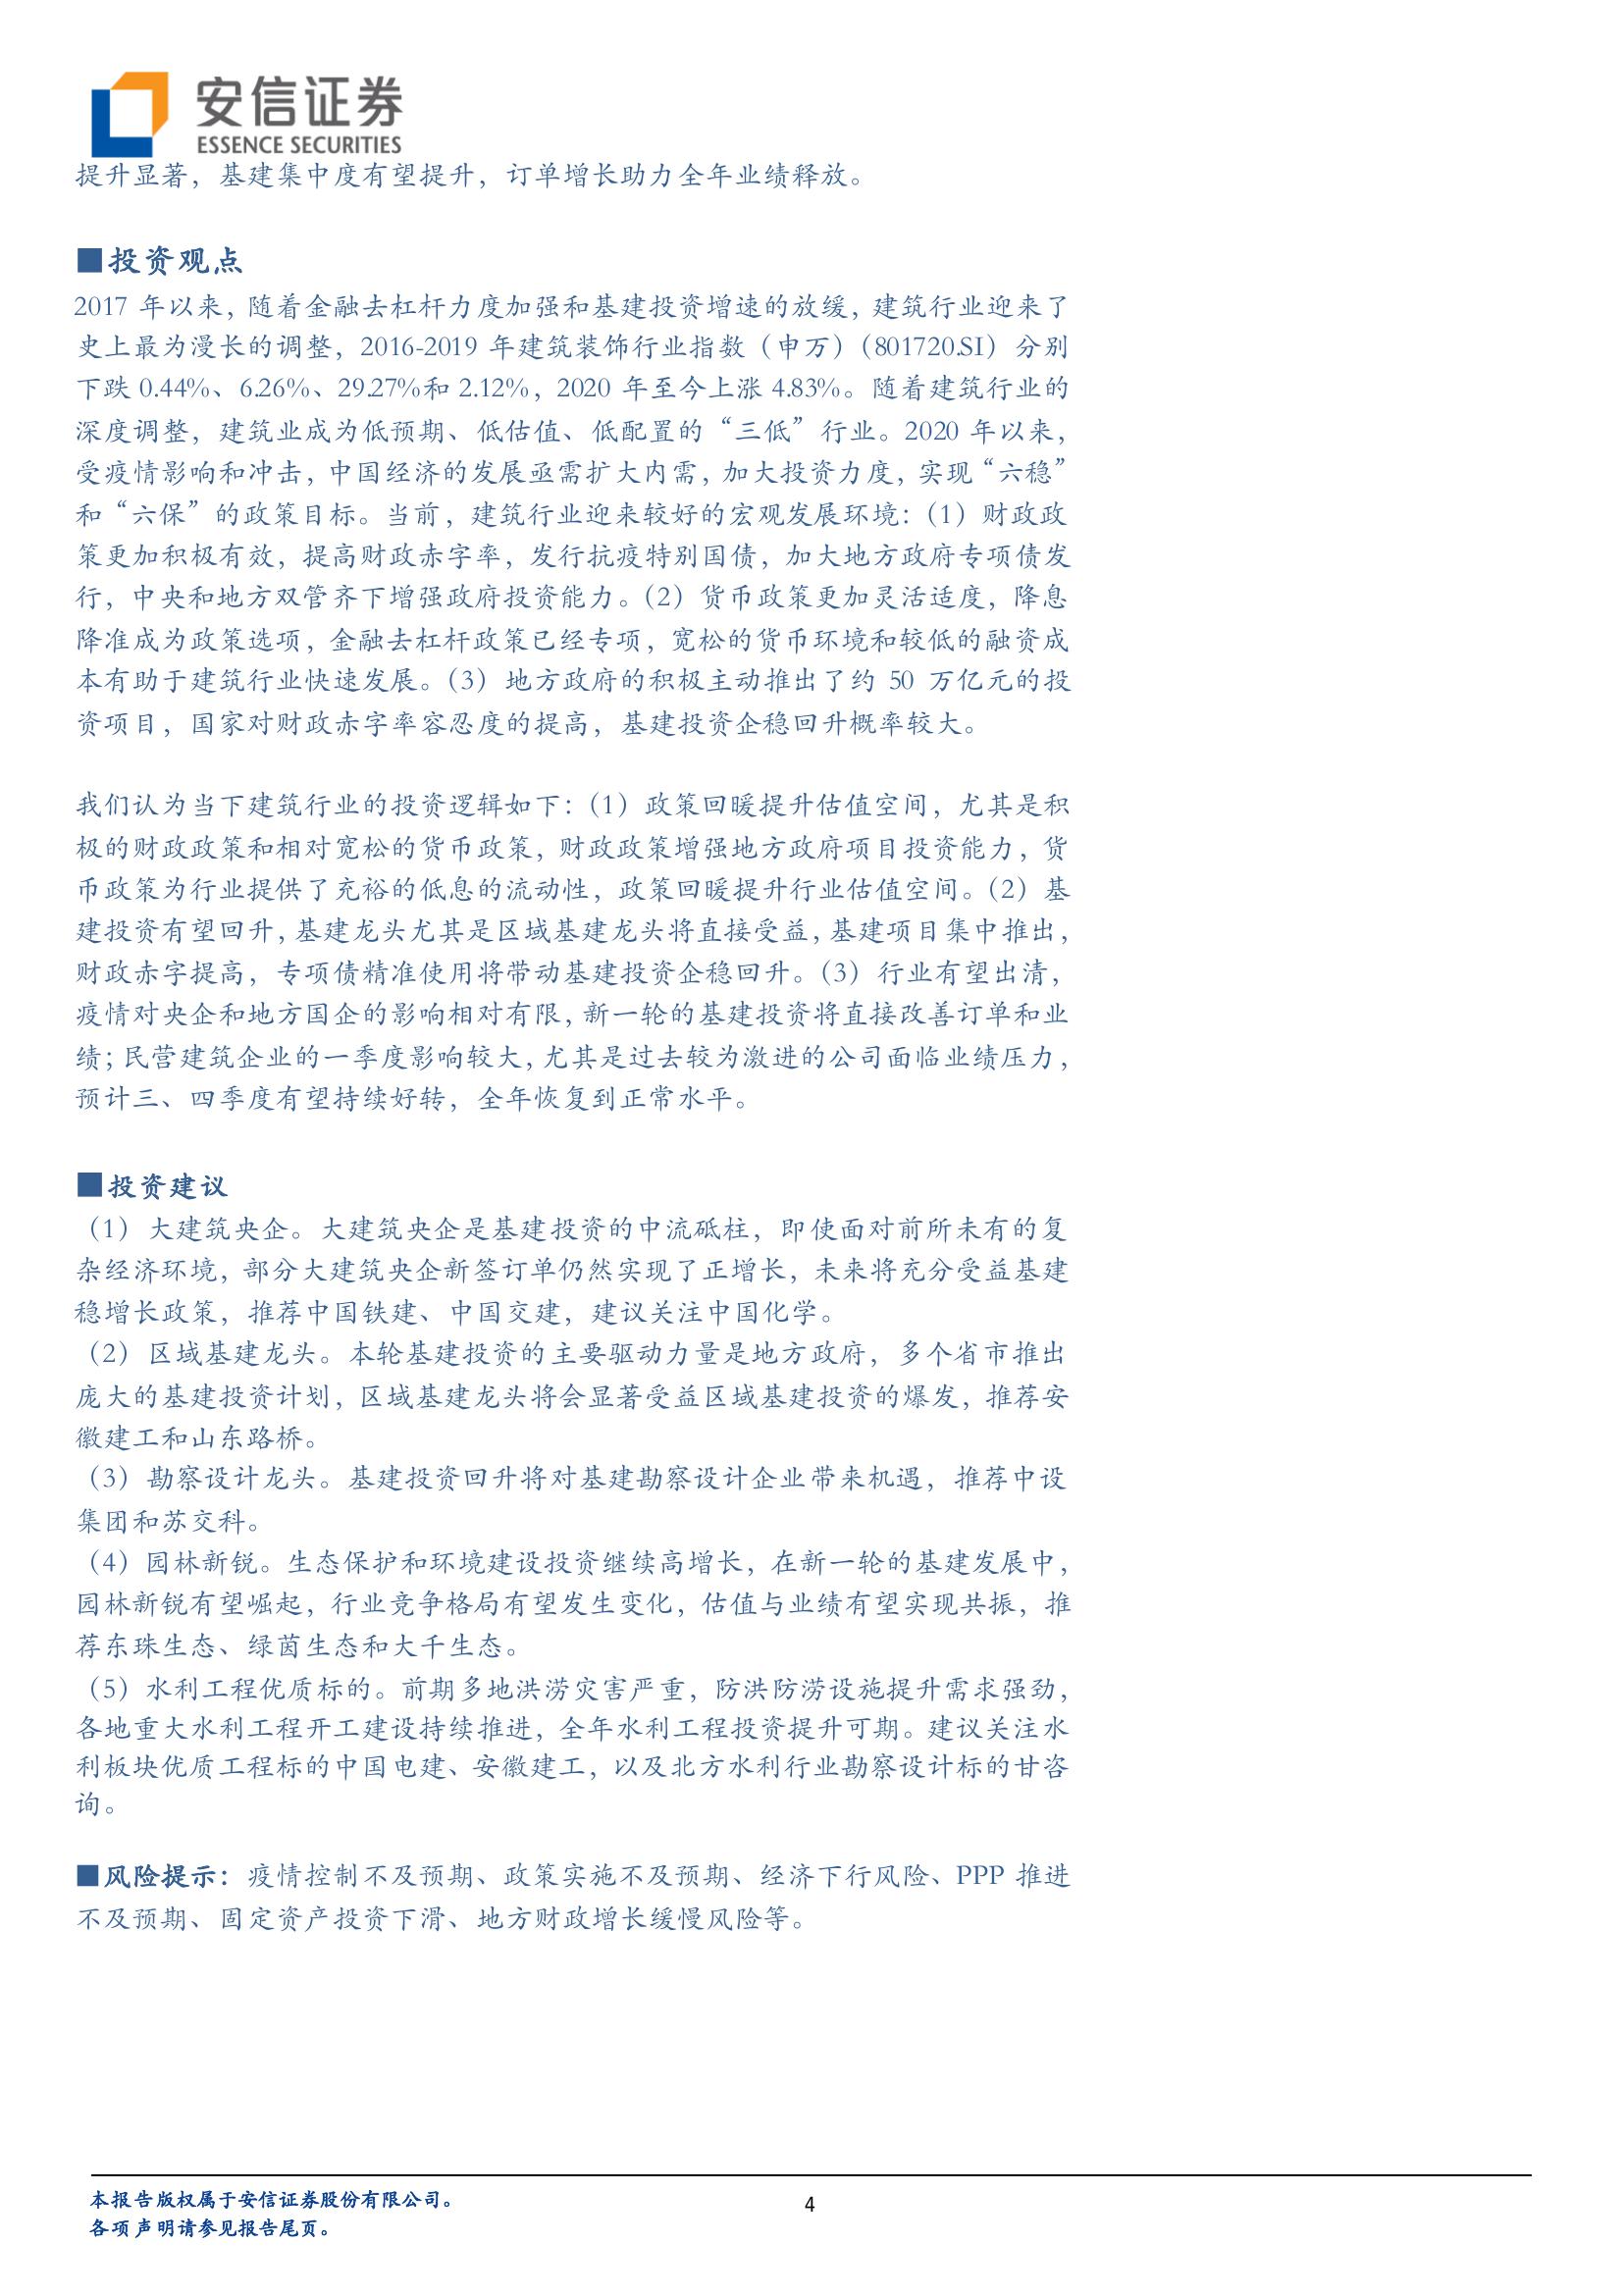 安信证券
ESSENCE SECURITIES
提升显著，基建集中度有望提升，订单增长助力全年业绩释放。
■投资观点
2017 年以来，随着金融去杠杆力度加强和基建投资增速的放缓，建筑行业迎来了
史上最为漫长的调整，2016-2019 年建筑装饰行业指数（申万）（801720.SI）分别
下跌 0.44%、6.26%、29.27%和 2.12%，2020 年至今上涨 4.83%。随着建筑行业的
深度调整，建筑业成为低预期、低估值、低配置的“三低”行业。2020 年以来，
受疫情影响和冲击，中国经济的发展亟需扩大内需，加大投资力度，实现“六稳”
和“六保”的政策目标。当前，建筑行业迎来较好的宏观发展环境：（1）财政政
策更加积极有效，提高财政赤字率，发行抗疫特别国债，加大地方政府专项债发
行，中央和地方双管齐下增强政府投资能力。（2）货币政策更加灵活适度，降息
降准成为政策选项，金融去杠杆政策已经专项，宽松的货币环境和较低的融资成
本有助于建筑行业快速发展。（3）地方政府的积极主动推出了约 50 万亿元的投
资项目，国家对财政赤字率容忍度的提高，基建投资企稳回升概率较大。
我们认为当下建筑行业的投资逻辑如下：（1）政策回暖提升估值空间，尤其是积
极的财政政策和相对宽松的货币政策，财政政策增强地方政府项目投资能力，货
币政策为行业提供了充裕的低息的流动性，政策回暖提升行业估值空间。（2）基
建投资有望回升，基建龙头尤其是区域基建龙头将直接受益，基建项目集中推出，
财政赤字提高，专项债精准使用将带动基建投资企稳回升。（3）行业有望出清，
疫情对央企和地方国企的影响相对有限，新一轮的基建投资将直接改善订单和业
绩；民营建筑企业的一季度影响较大，尤其是过去较为激进的公司面临业绩压力，
预计三、四季度有望持续好转，全年恢复到正常水平。
■投资建议
（1）大建筑央企。大建筑央企是基建投资的中流砥柱，即使面对前所未有的复
杂经济环境，部分大建筑央企新签订单仍然实现了正增长，未来将充分受益基建
稳增长政策，推荐中国铁建、中国交建，建议关注中国化学。
（2）区域基建龙头。本轮基建投资的主要驱动力量是地方政府，多个省市推出
庞大的基建投资计划，区域基建龙头将会显著受益区域基建投资的爆发，推荐安
徽建工和山东路桥。
（3）勘察设计龙头。基建投资回升将对基建勘察设计企业带来机遇，推荐中设
集团和苏交科。
（4）园林新锐。生态保护和环境建设投资继续高增长，在新一轮的基建发展中，
园林新锐有望崛起，行业竞争格局有望发生变化，估值与业绩有望实现共振，推
荐东珠生态、绿茵生态和大千生态。
（5）水利工程优质标的。前期多地洪涝灾害严重，防洪防涝设施提升需求强劲，
各地重大水利工程开工建设持续推进，全年水利工程投资提升可期。建议关注水
利板块优质工程标的中国电建、安徽建工，以及北方水利行业勘察设计标的甘咨
询。
■风险提示：疫情控制不及预期、政策实施不及预期、经济下行风险、PPP 推进
不及预期、固定资产投资下滑、地方财政增长缓慢风险等。
本报告版权属于安信证券股份有限公司。
4
各项声明请参见报告尾页。